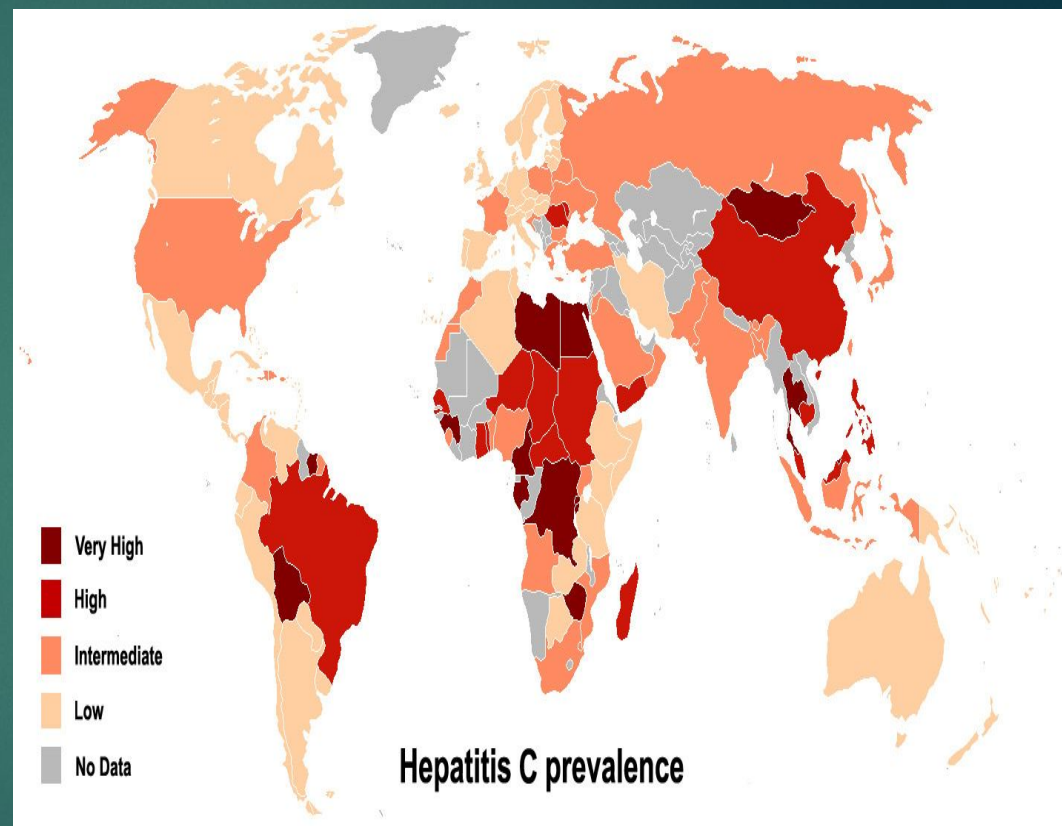 Very High
High
Intermediate
Low
No Data
Hepatitis C prevalence